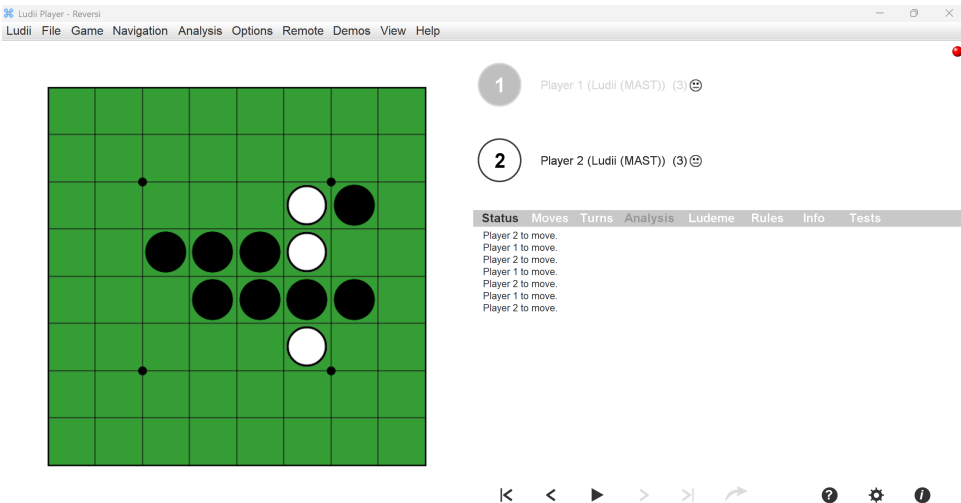 Ludii Player - Reversi
Ludii File Game Navigation Analysis Options Remote Demos View Help
1 Player 1 (Ludii (MAST)) (3)
2 Player 2 (Ludii (MAST)) (3)
Status Moves Turns Analysis Ludeme Rules Info Tests
Player 2 to move.
Player 1 to move.
Player 2 to move.
Player 1 to move.
Player 2 to move.
Player 1 to move.
Player 2 to move.